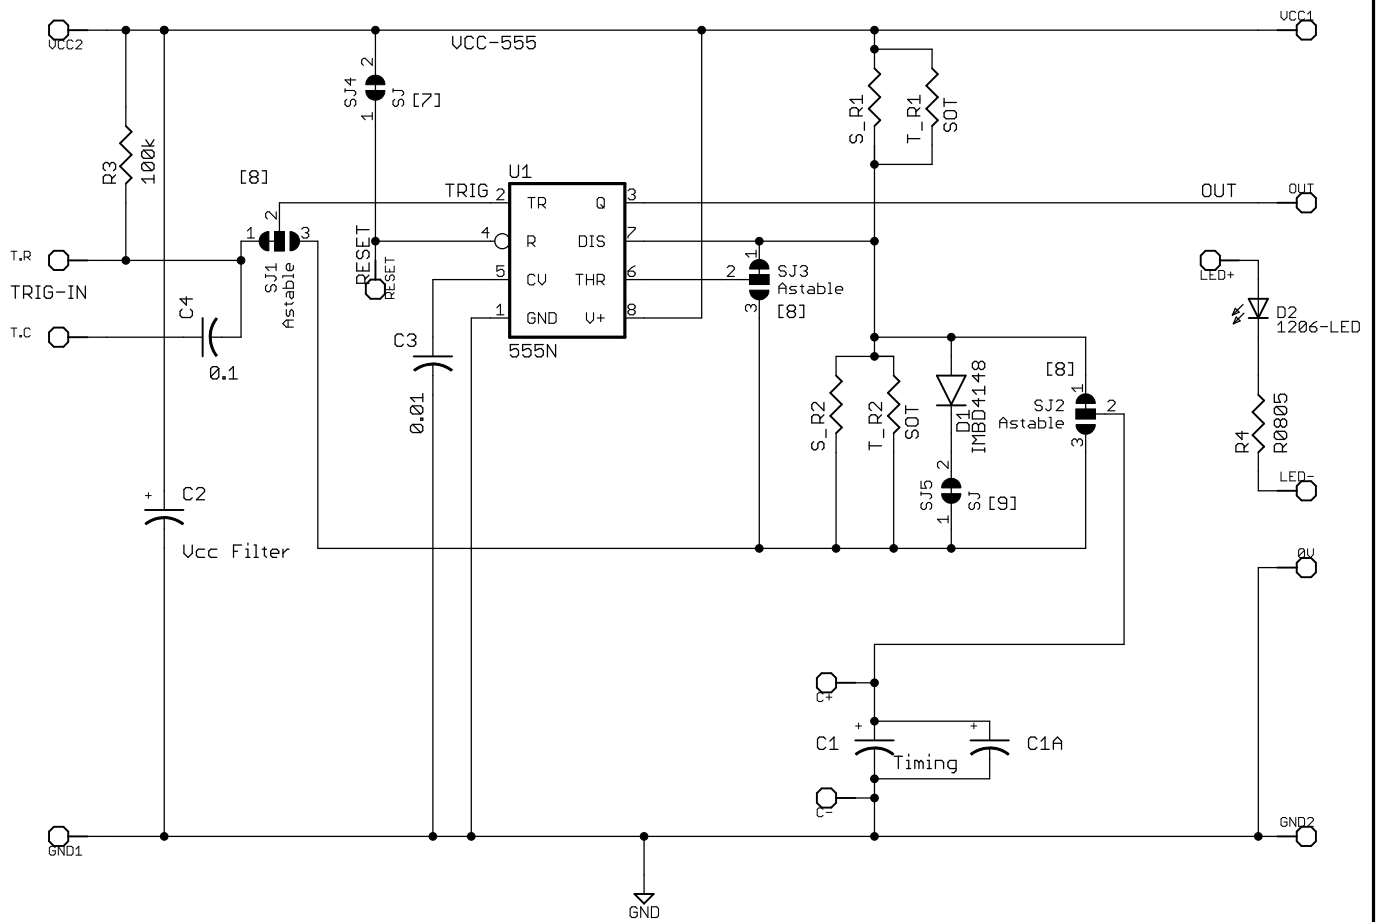 VCC2
VCC-555
VCC1
SJ4
2
1
SJ
[7]
R3
100k
S_R1
T_R1
SOT
[8]
U1
TRIG
2
TR
Q
3
OUT
OUT
1
2
3
SJ1
Astable
RESET
RESET
4
R
DIS
7
T.R
TRIG-IN
T.C
C4
0.1
5
CV
THR
6
2
1
3
SJ3
Astable
[8]
1
GND
V+
8
555N
LED+
D2
1206-LED
C3
0.01
S_R2
T_R2
SOT
D1
IMBD4148
[8]
1
SJ2
2
Astable
3
R4
R0805
2
SJ5
SJ
[9]
1
LED-
+
C2
Vcc Filter
0V
C+
+
C1
Timing
+
C1A
C-
GND1
GND2
GND